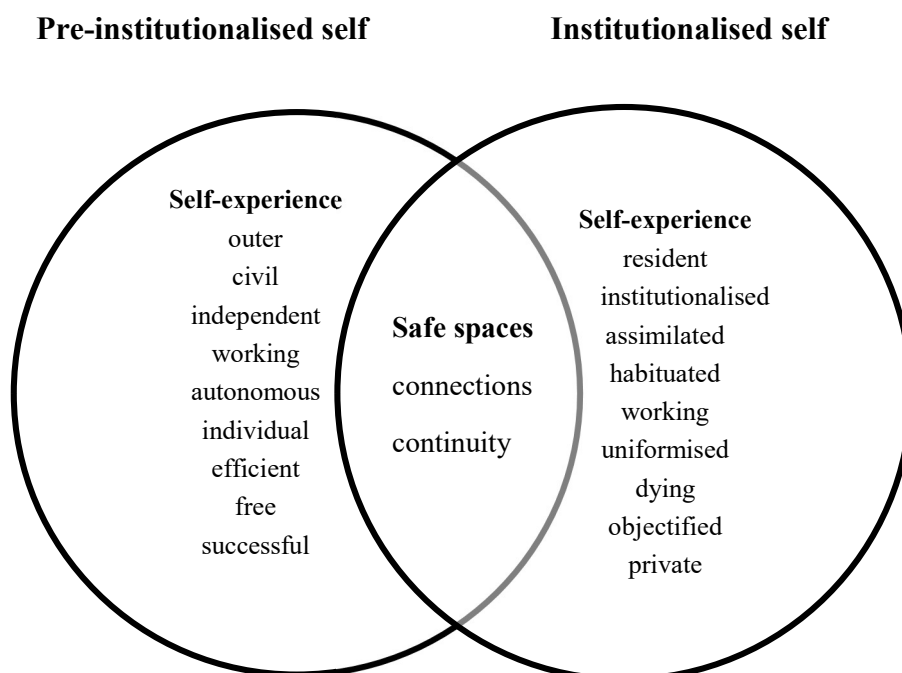 Pre-institutionalised self
Institutionalised self
Self-experience
outer
civil
independent
working
autonomous
individual
efficient
free
successful
Safe spaces
connections
continuity
Self-experience
resident
institutionalised
assimilated
habituated
working
uniformised
dying
objectified
private